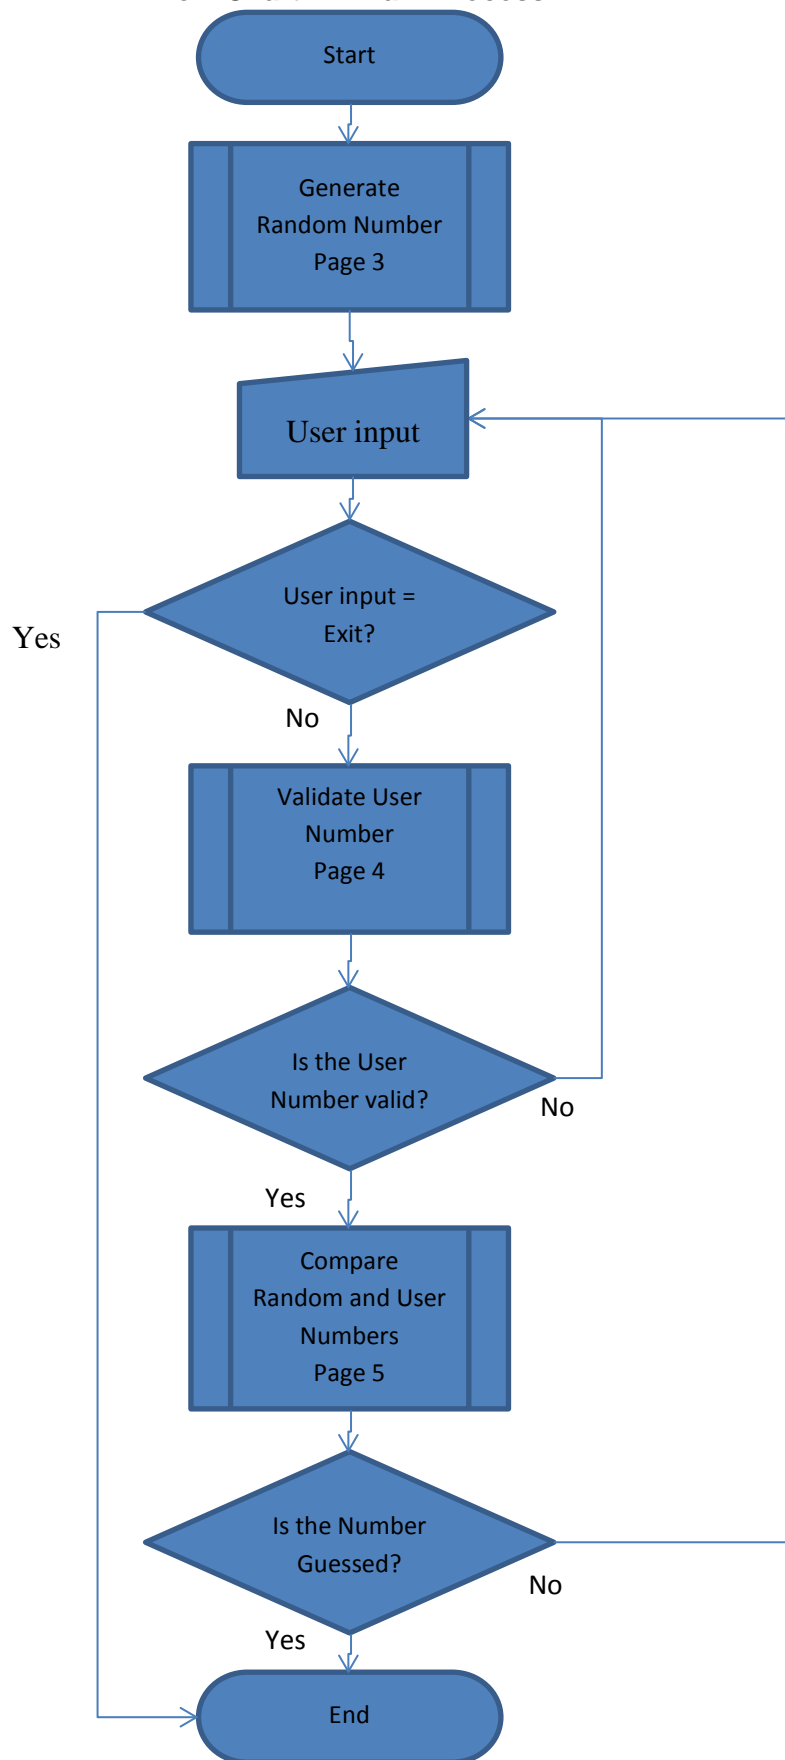 Start
Generate
Random Number
Page 3
User input
User input =
Exit?
Yes
No
Validate User
Number
Page 4
Is the User
Number valid?
No
Yes
Compare
Random and User
Numbers
Page 5
Is the Number
Guessed?
No
Yes
End